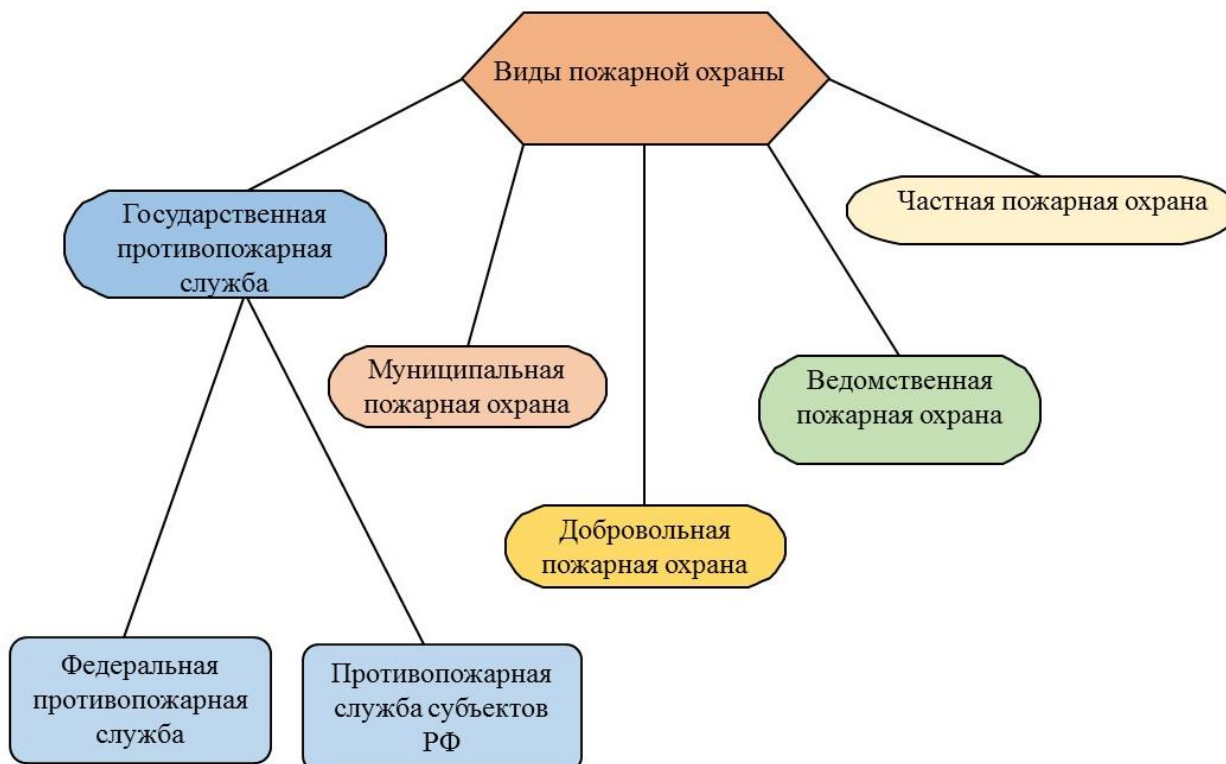 Виды пожарной охраны
Государственная
противопожарная
служба
Частная пожарная охрана
Муниципальная
пожарная охрана
Ведомственная
пожарная охрана
Добровольная
пожарная охрана
Федеральная
противопожарная
служба
Противопожарная
служба субъектов
РФ